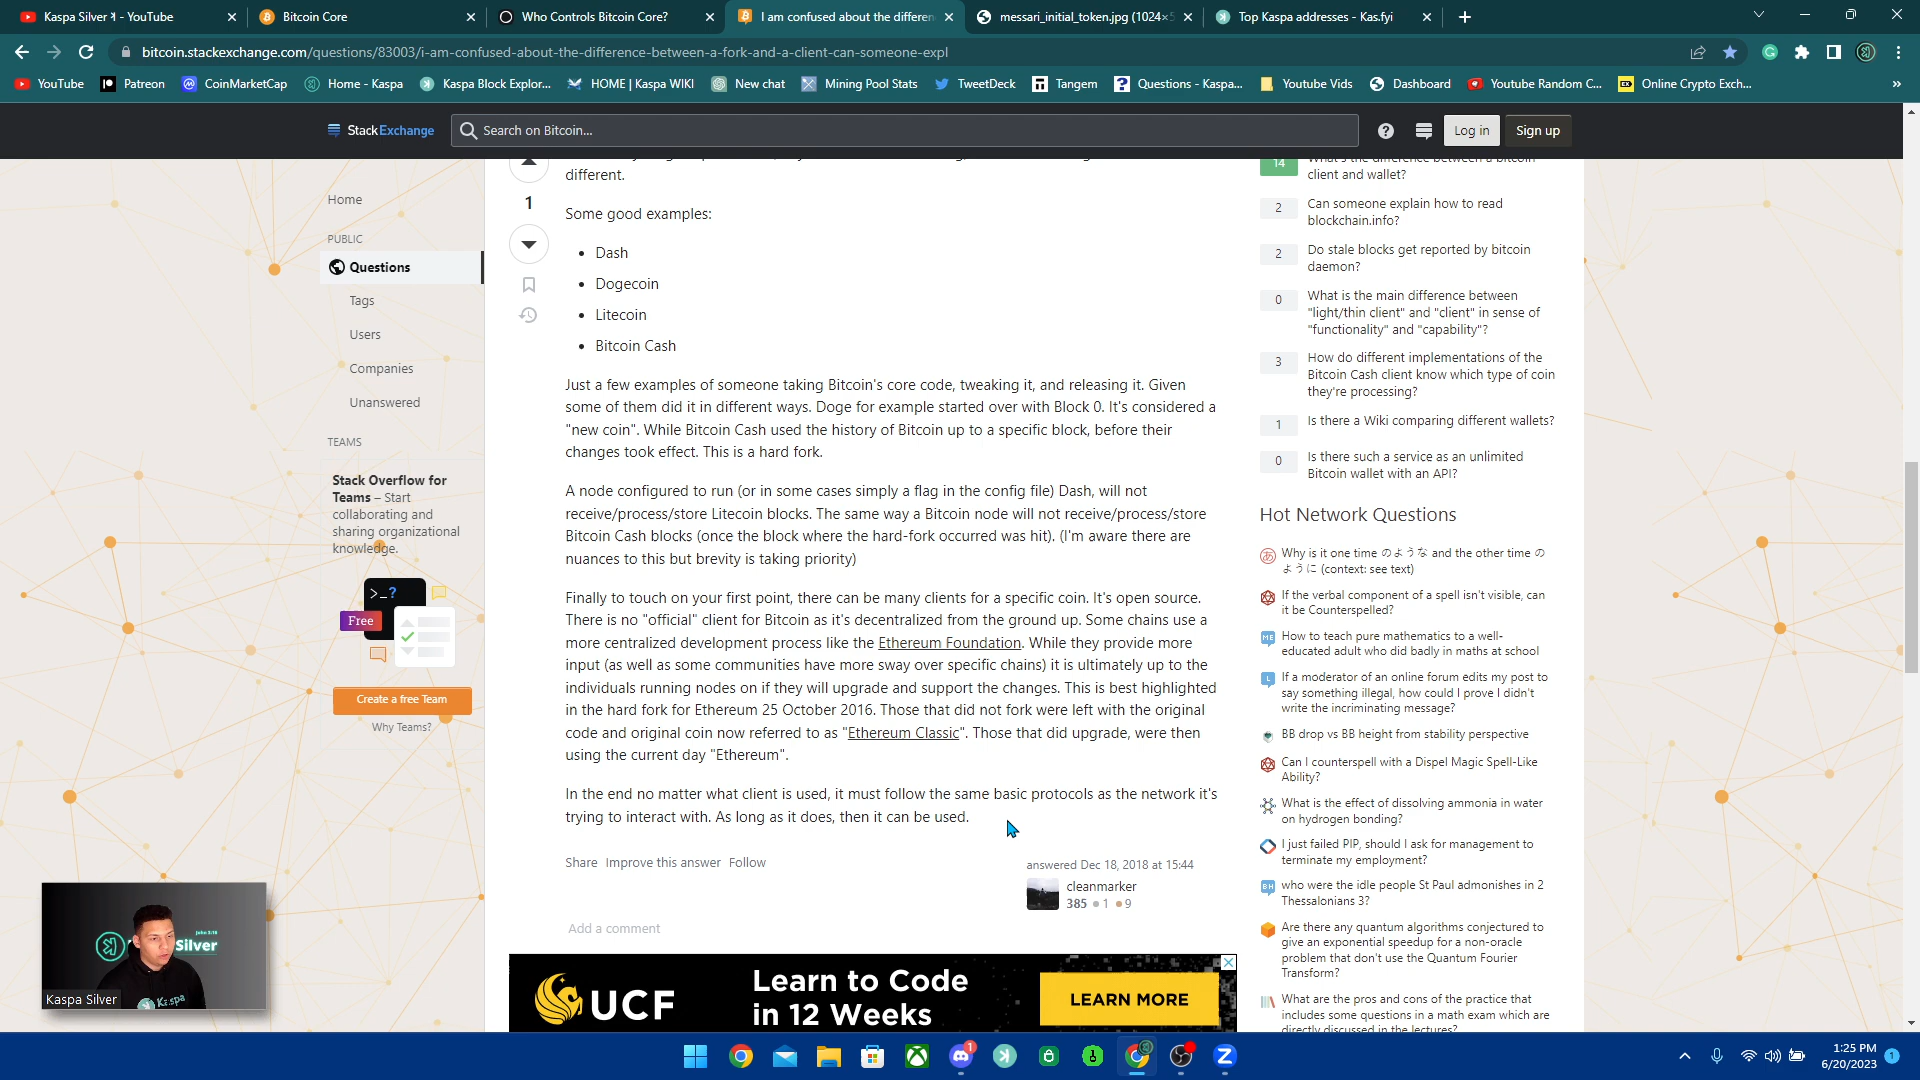 Kaspa Silver - YouTube
Bitcoin Core
Who Controls Bitcoin Core?
I am confused about the differen
messari_initial_token.jpg (1024×5
Top Kaspa addresses - Kas.fyi
bitcoin.stackexchange.com/questions/83003/i-am-confused-about-the-difference-between-a-fork-and-a-client-can-someone-expl
YouTube
Patreon
CoinMarketCap
Home - Kaspa
Kaspa Block Explor...
HOME | Kaspa WIKI
New chat
Mining Pool Stats
TweetDeck
Tangem
Questions - Kaspa...
Youtube Vids
Dashboard
Youtube Random C...
Online Crypto Exch...
StackExchange
Search on Bitcoin...
Log in
Sign up
Home
PUBLIC
Questions
Tags
Users
Companies
Unanswered
TEAMS
Stack Overflow for
Teams – Start
collaborating and
sharing organizational
knowledge.
>_?
Free
Create a free Team
Why Teams?
different.
1
Some good examples:
• Dash
• Dogecoin
• Litecoin
• Bitcoin Cash
Just a few examples of someone taking Bitcoin's core code, tweaking it, and releasing it. Given
some of them did it in different ways. Doge for example started over with Block 0. It's considered a
"new coin". While Bitcoin Cash used the history of Bitcoin up to a specific block, before their
changes took effect. This is a hard fork.
A node configured to run (or in some cases simply a flag in the config file) Dash, will not
receive/process/store Litecoin blocks. The same way a Bitcoin node will not receive/process/store
Bitcoin Cash blocks (once the block where the hard-fork occurred was hit). (I'm aware there are
nuances to this but brevity is taking priority)
Finally to touch on your first point, there can be many clients for a specific coin. It's open source.
There is no "official" client for Bitcoin as it's decentralized from the ground up. Some chains use a
more centralized development process like the Ethereum Foundation. While they provide more
input (as well as some communities have more sway over specific chains) it is ultimately up to the
individuals running nodes on if they will upgrade and support the changes. This is best highlighted
in the hard fork for Ethereum 25 October 2016. Those that did not fork were left with the original
code and original coin now referred to as "Ethereum Classic". Those that did upgrade, were then
using the current day "Ethereum".
In the end no matter what client is used, it must follow the same basic protocols as the network it's
trying to interact with. As long as it does, then it can be used.
Share Improve this answer Follow
answered Dec 18, 2018 at 15:44
cleanmarker
385 ● 1 ● 9
Add a comment
UCF
Learn to Code
in 12 Weeks
LEARN MORE
14 What's the difference between a bitcoin
client and wallet?
2 Can someone explain how to read
blockchain.info?
2 Do stale blocks get reported by bitcoin
daemon?
0 What is the main difference between
"light/thin client" and "client" in sense of
"functionality" and "capability"?
3 How do different implementations of the
Bitcoin Cash client know which type of coin
they're processing?
1 Is there a Wiki comparing different wallets?
0 Is there such a service as an unlimited
Bitcoin wallet with an API?
Hot Network Questions
Why is it one time のような and the other time の
ように (context: see text)
If the verbal component of a spell isn't visible, can
it be Counterspelled?
How to teach pure mathematics to a well-
educated adult who did badly in maths at school
If a moderator of an online forum edits my post to
say something illegal, how could I prove I didn't
write the incriminating message?
BB drop vs BB height from stability perspective
Can I counterspell with a Dispel Magic Spell-Like
Ability?
What is the effect of dissolving ammonia in water
on hydrogen bonding?
I just failed PIP, should I ask for management to
terminate my employment?
who were the idle people St Paul admonishes in 2
Thessalonians 3?
Are there any quantum algorithms conjectured to
give an exponential speedup for a non-oracle
problem that don't use the Quantum Fourier
Transform?
What are the pros and cons of the practice that
includes some questions in a math exam which are
directly discussed in the lectures?
Silver
Kaspa
Kaspa Silver
1:25 PM
6/20/2023